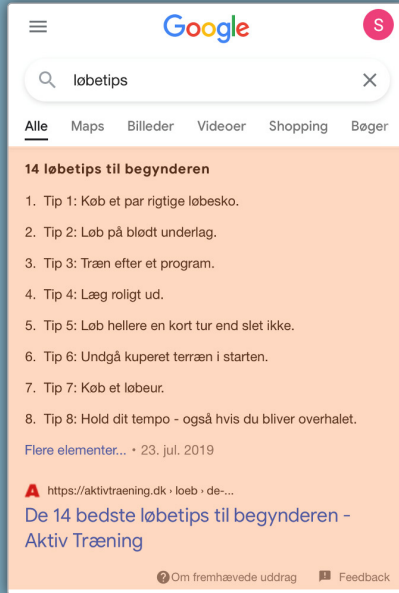 Google
S
løbetips
Alle Maps Billeder Videoer Shopping Bøger
14 løbetips til begynderen
1. Tip 1: Køb et par rigtige løbesko.
2. Tip 2: Løb på blødt underlag.
3. Tip 3: Træn efter et program.
4. Tip 4: Læg roligt ud.
5. Tip 5: Løb hellere en kort tur end slet ikke.
6. Tip 6: Undgå kuperet terræn i starten.
7. Tip 7: Køb et løbeur.
8. Tip 8: Hold dit tempo - også hvis du bliver overhalet.
Flere elementer... • 23. jul. 2019
A https://aktivtraening.dk › loeb › de-...
De 14 bedste løbetips til begynderen -
Aktiv Træning
Om fremhævede uddrag Feedback